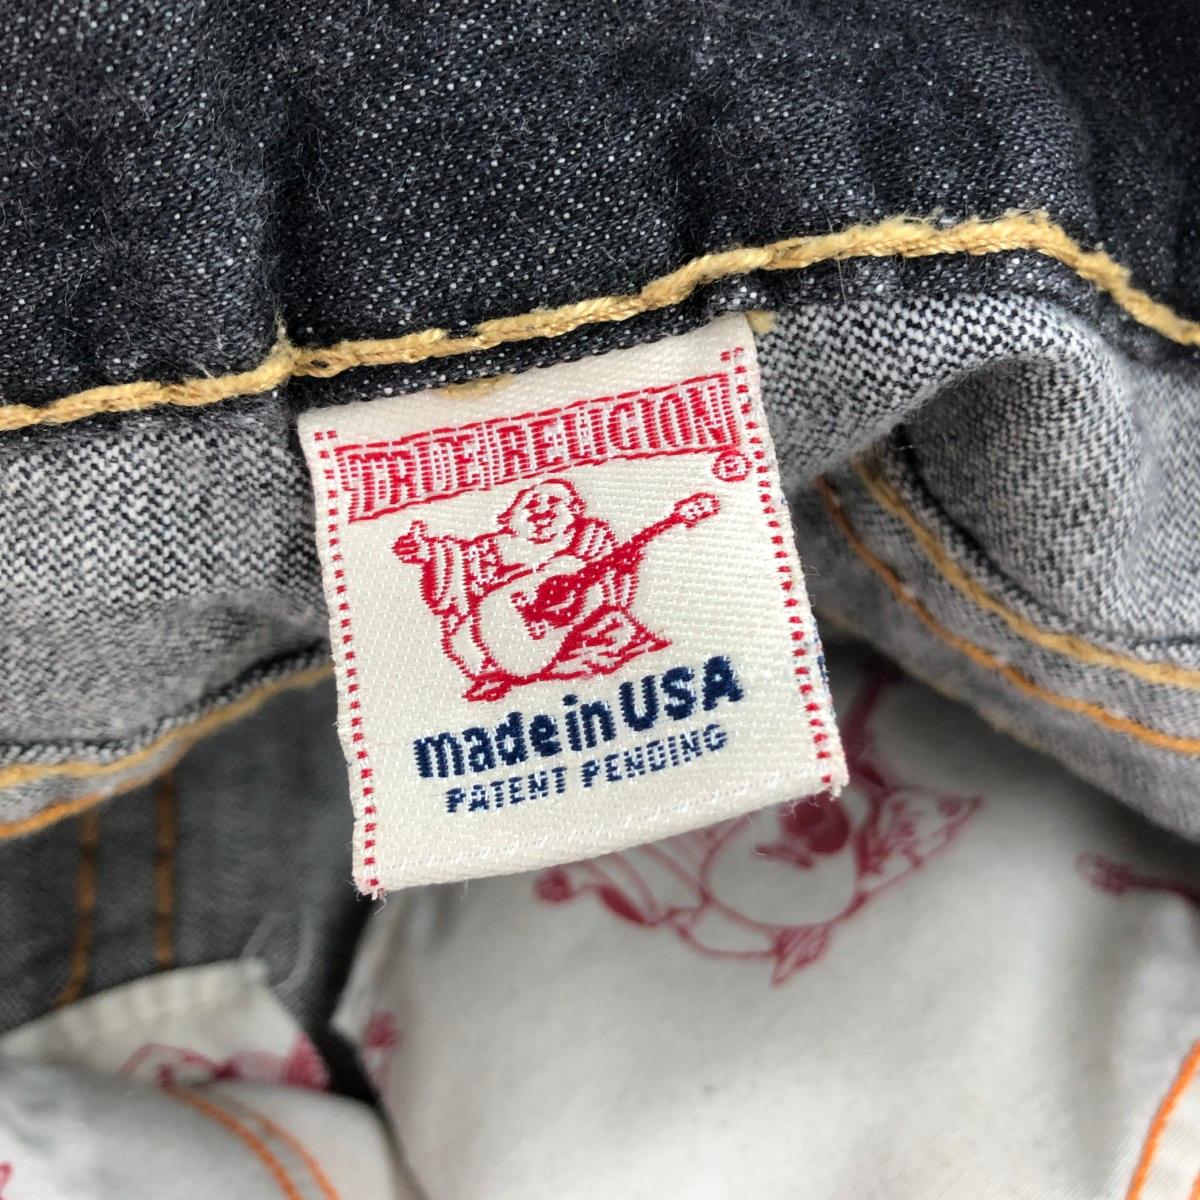 TRUE RELIGION
®
made in USA
PATENT PENDING